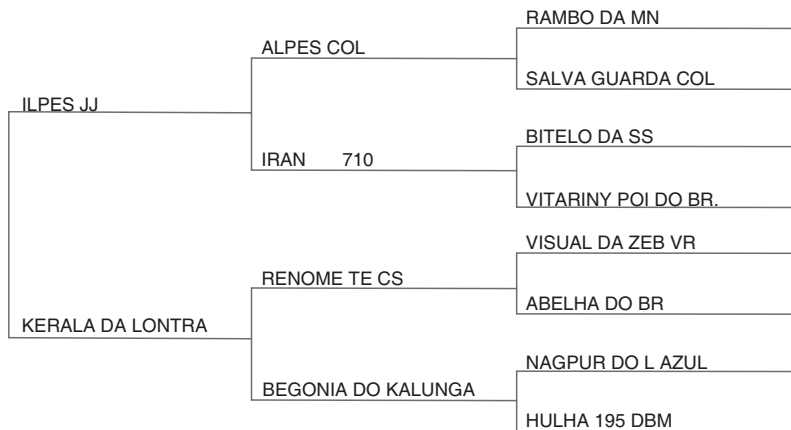 RAMBO DA MN
ALPES COL
SALVA GUARDA COL
ILPES JJ
BITELO DA SS
IRAN 710
VITARINY POI DO BR.
VISUAL DA ZEB VR
RENOME TE CS
ABELHA DO BR
KERALA DA LONTRA
NAGPUR DO L AZUL
BEGONIA DO KALUNGA
HULHA 195 DBM